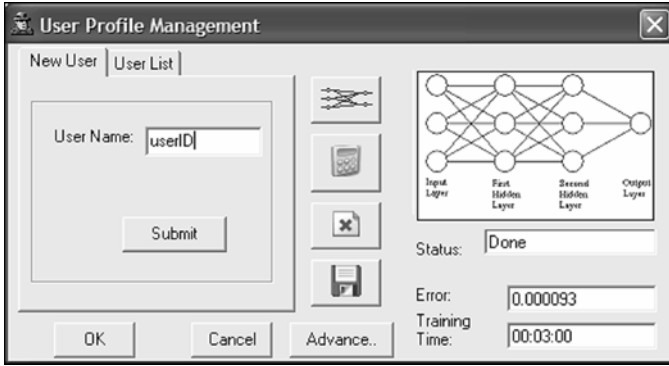 User Profile Management
New User
User List
User Name:
userID
Submit
OK
Cancel
Advance..
Input Layer
First Hidden Layer
Second Hidden Layer
Output Layer
Status:
Done
Error:
0.000093
Training Time:
00:03:00